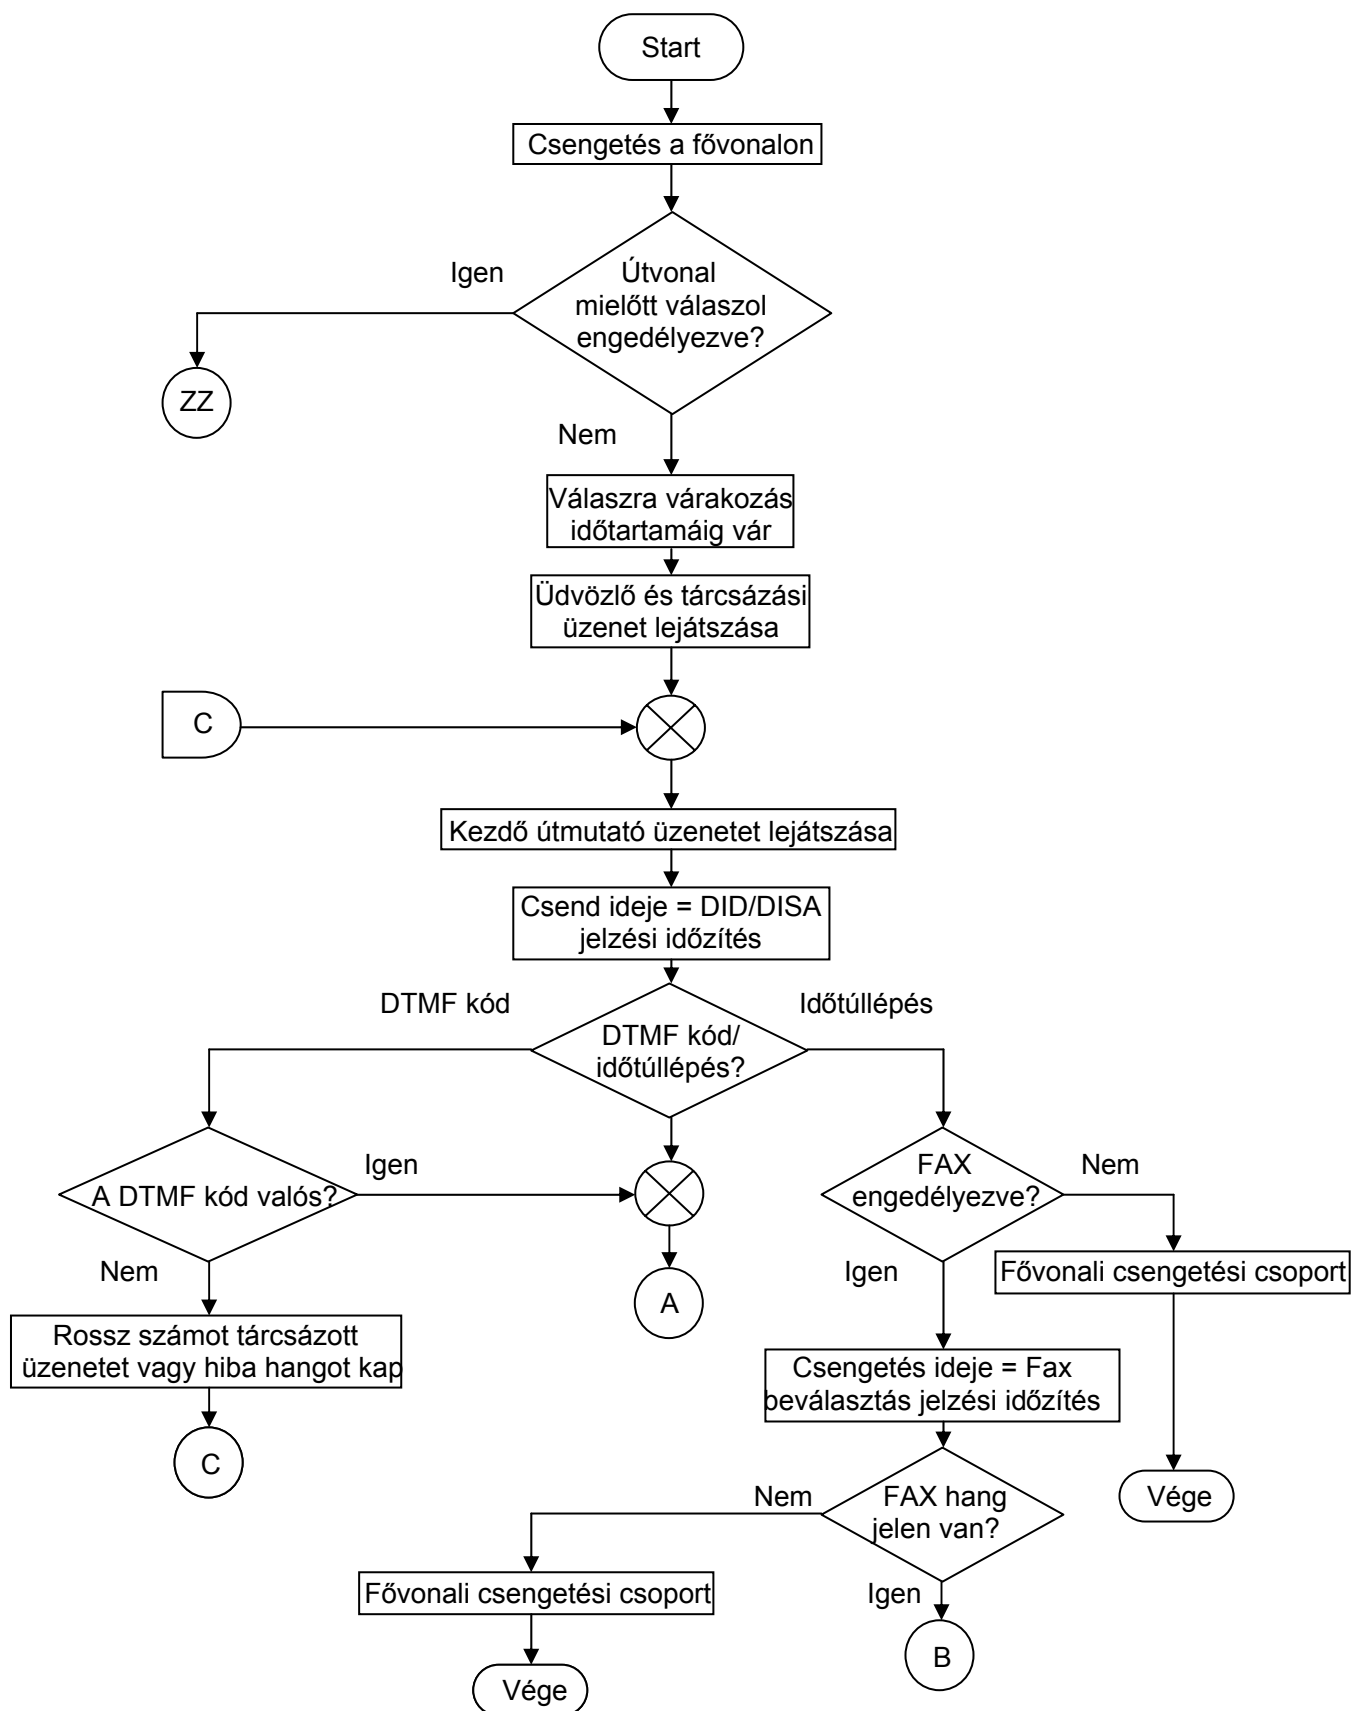 Start
Csengetés a fővonalon
Igen
Útvonal
mielőtt válaszol
engedélyezve?
ZZ
Nem
Válaszra várakozás
időtartamáig vár
Üdvözlő és tárcsázási
üzenet lejátszása
C
Kezdő útmutató üzenetet lejátszása
Csend ideje = DID/DISA
jelzési időzítés
DTMF kód
Időtúllépés
DTMF kód/
időtúllépés?
Igen
A DTMF kód valós?
FAX
engedélyezve?
Nem
Nem
Igen
Fővonali csengetési csoport
A
Rossz számot tárcsázott
üzenetet vagy hiba hangot kap
Csengetés ideje = Fax
beválasztás jelzési időzítés
C
Nem
FAX hang
jelen van?
Vége
Fővonali csengetési csoport
Igen
B
Vége